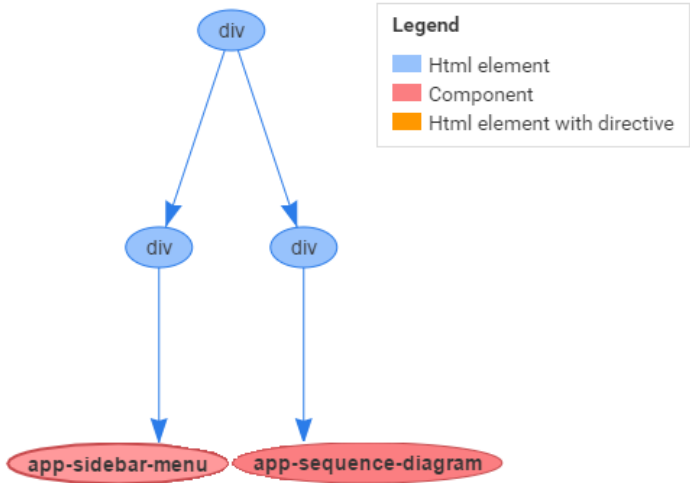 div
Legend
Html element
Component
Html element with directive
div
div
app-sidebar-menu
app-sequence-diagram